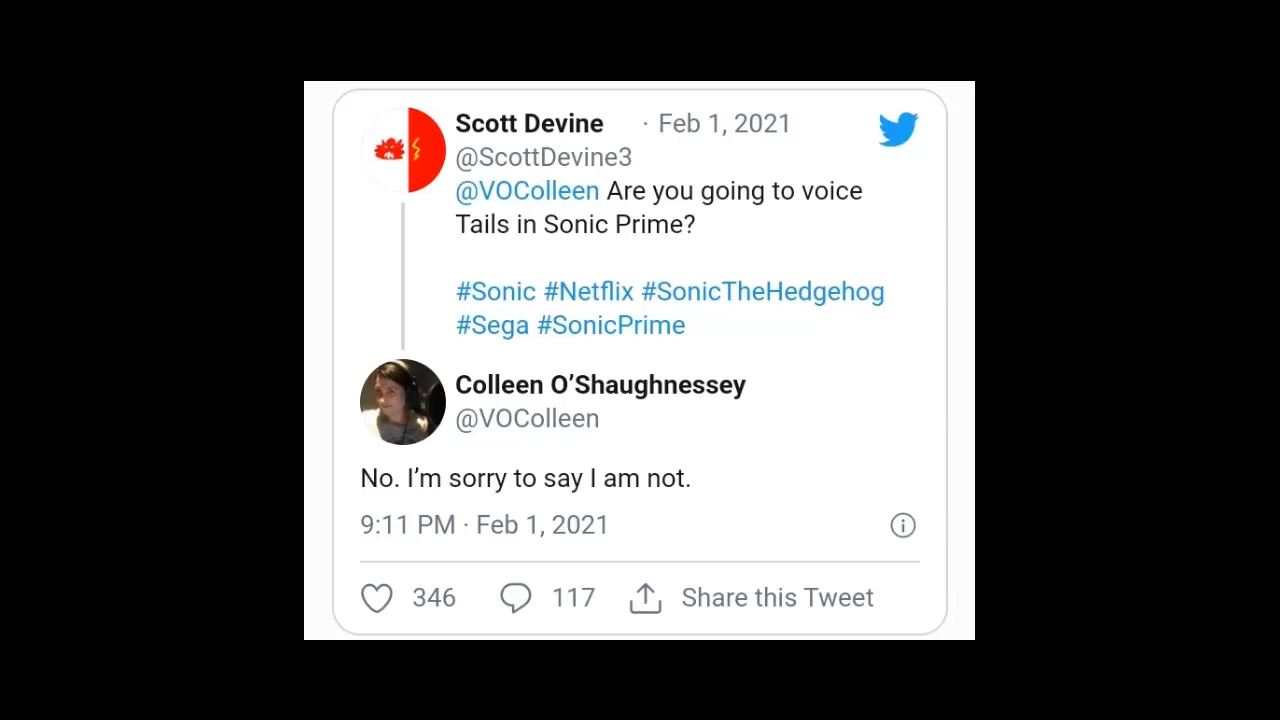 Scott Devine · Feb 1, 2021
@ScottDevine3
@VOColleen Are you going to voice
Tails in Sonic Prime?
#Sonic #Netflix #SonicTheHedgehog
#Sega #SonicPrime
Colleen O’Shaughnessey
@VOColleen
No. I’m sorry to say I am not.
9:11 PM · Feb 1, 2021
346 117 Share this Tweet